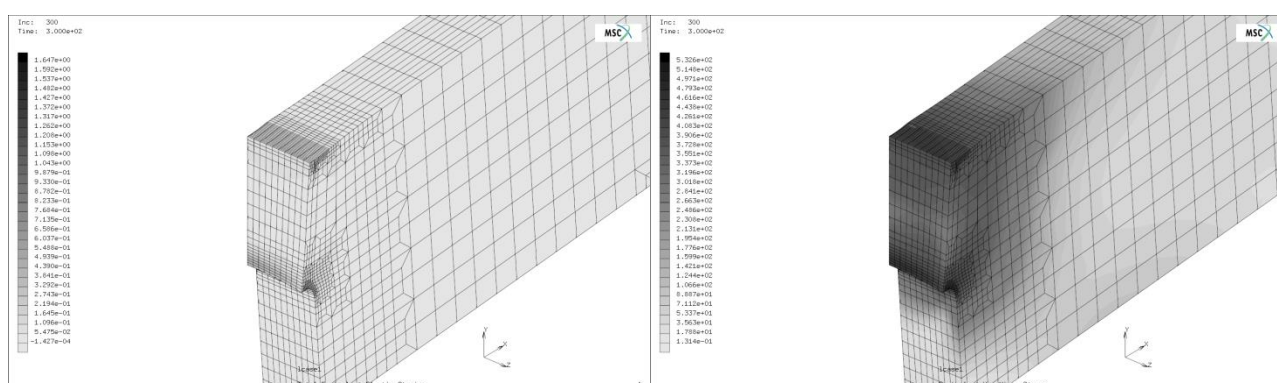 Inc: 300
Time: 3.000e+02
MSC X
1.647e+00
1.592e+00
1.537e+00
1.482e+00
1.427e+00
1.372e+00
1.317e+00
1.262e+00
1.208e+00
1.153e+00
1.098e+00
1.043e+00
9.879e-01
9.330e-01
8.782e-01
8.233e-01
7.684e-01
7.135e-01
6.586e-01
6.037e-01
5.488e-01
4.939e-01
4.390e-01
3.841e-01
3.292e-01
2.743e-01
2.194e-01
1.645e-01
1.096e-01
5.475e-02
-1.427e-04
lcase1
Y
X
Z
Inc: 300
Time: 3.000e+02
MSC X
5.326e+02
5.148e+02
4.971e+02
4.793e+02
4.616e+02
4.438e+02
4.261e+02
4.083e+02
3.906e+02
3.728e+02
3.551e+02
3.373e+02
3.196e+02
3.018e+02
2.841e+02
2.663e+02
2.486e+02
2.308e+02
2.131e+02
1.954e+02
1.776e+02
1.599e+02
1.421e+02
1.244e+02
1.066e+02
8.887e+01
7.112e+01
5.337e+01
3.563e+01
1.788e+01
1.314e-01
lcase1
Y
X
Z